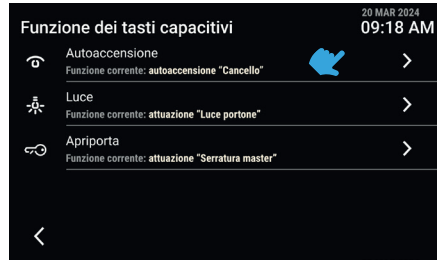 20 MAR 2024
Funzione dei tasti capacitivi 09:18 AM
Autoaccensione
Funzione corrente: autoaccensione “Cancello”
Luce
Funzione corrente: attuazione “Luce portone”
Apriporta
Funzione corrente: attuazione “Serratura master”